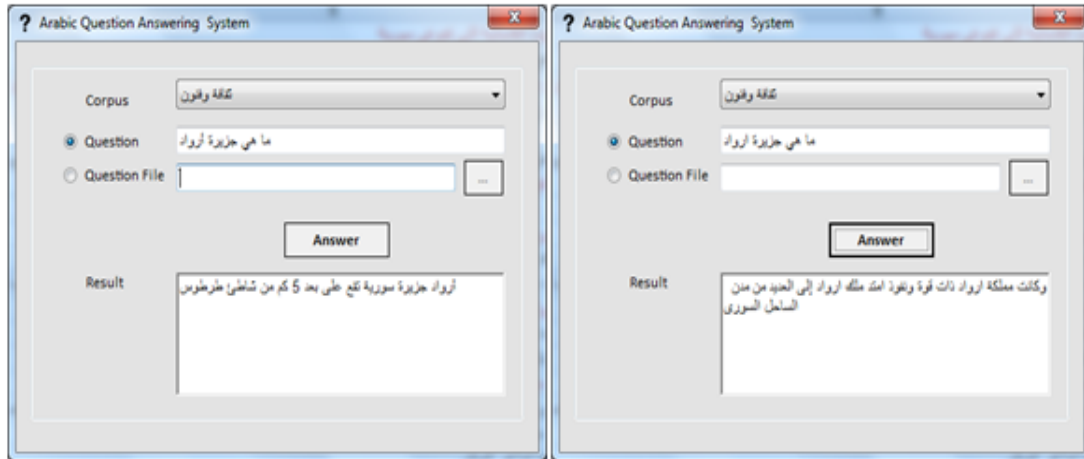 ? Arabic Question Answering System
X
Corpus
ثقافة وفنون
Question
ما هي جزيرة أرواد
Question File
...
Answer
Result
أرواد جزيرة سورية تقع على بعد 5 كم من شاطئ طرطوس
? Arabic Question Answering System
X
Corpus
ثقافة وفنون
Question
ما هي جزيرة ارواد
Question File
...
Answer
Result
وكانت مملكة ارواد ذات قوة ونفوذ امتد ملك ارواد إلى العديد من مدن
الساحل السورى